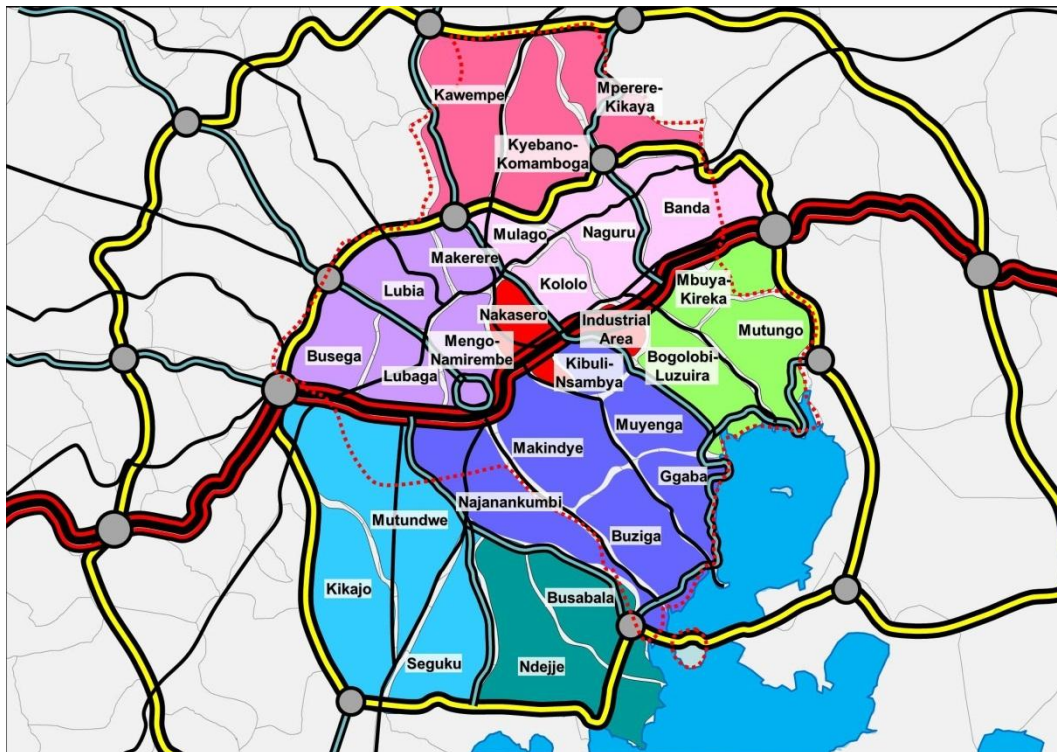 Kawempe
Mperere-
Kikaya
Kyebano-
Komamboga
Banda
Mulago
Naguru
Makerere
Lubia
Kololo
Mbuya-
Kireka
Nakasero
Industrial
Area
Mutungo
Busega
Mengo-
Namirembe
Kibuli-
Nsambya
Bogolobi-
Luzuira
Lubaga
Muyenga
Makindye
Ggaba
Najanankumbi
Mutundwe
Buziga
Kikajo
Busabala
Seguku
Ndejje